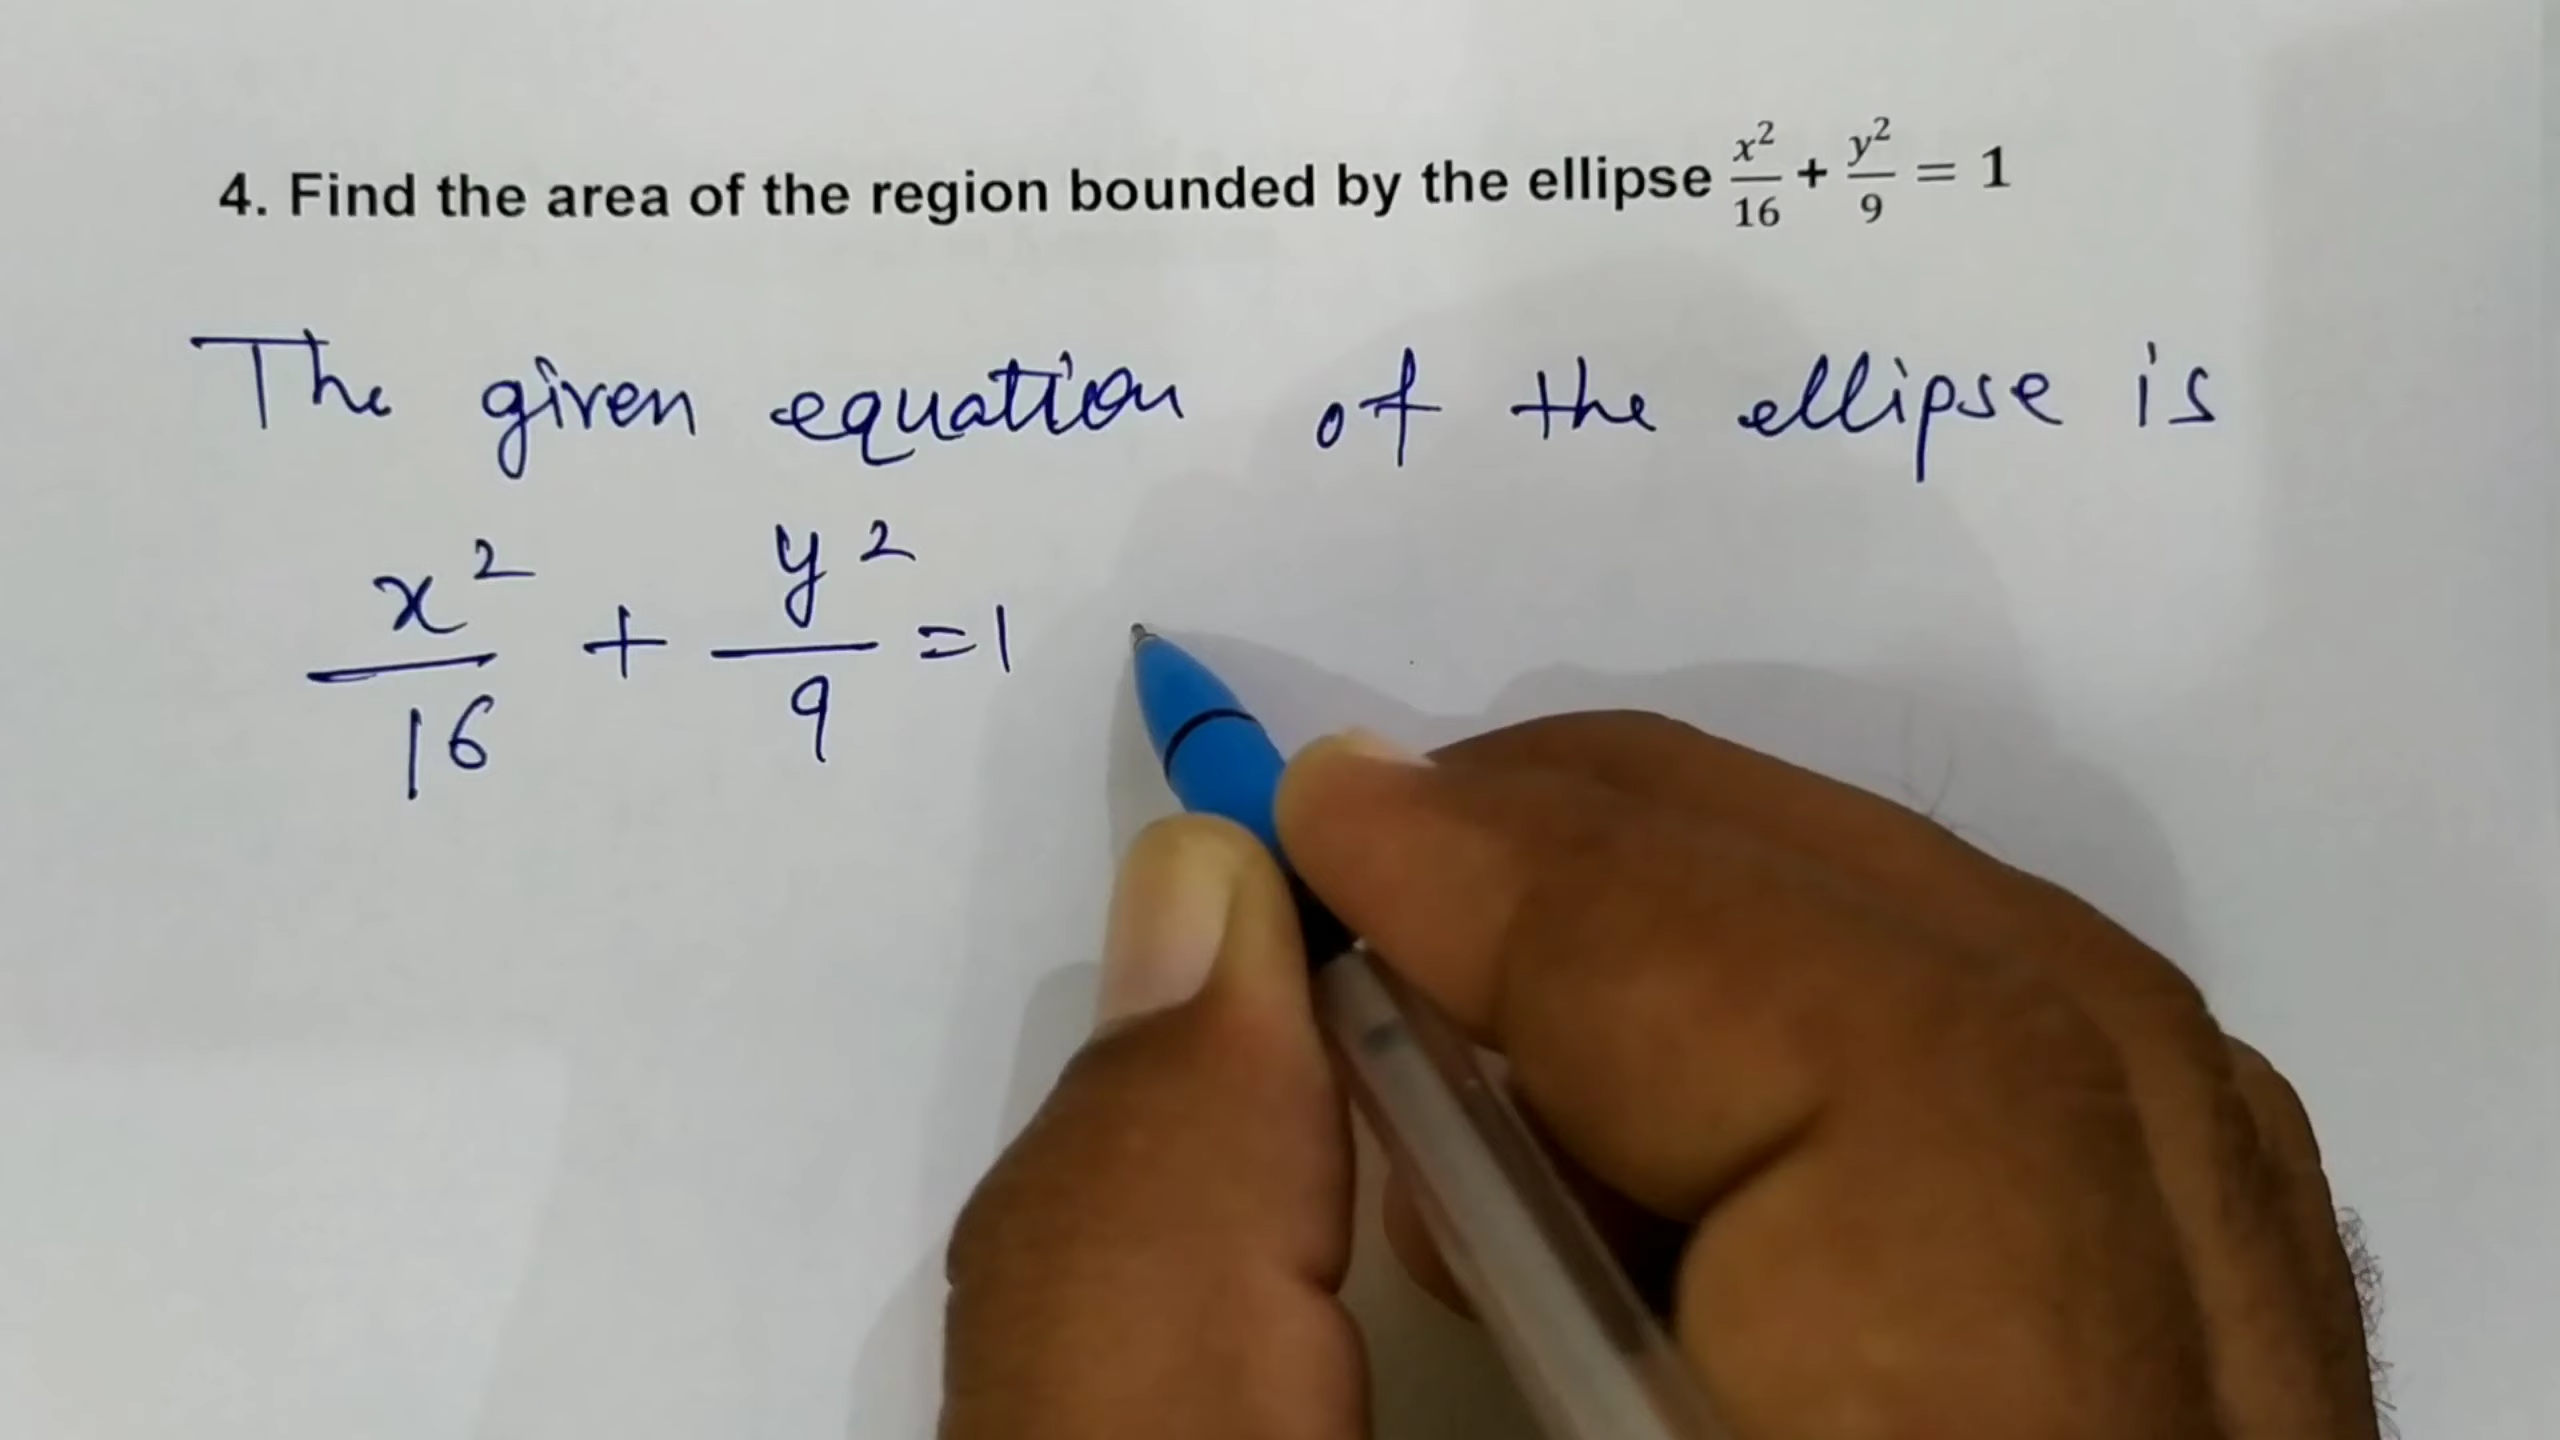 4. Find the area of the region bounded by the ellipse x²/16 + y²/9 = 1
The given equation of the ellipse is
x²/16 + y²/9 = 1